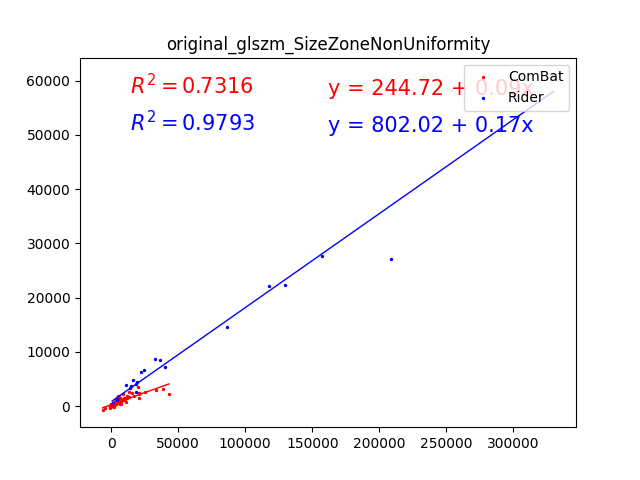 original_glszm_SizeZoneNonUniformity
R² = 0.7316
y = 244.72 + 0.09x
ComBat
Rider
R² = 0.9793
y = 802.02 + 0.17x
60000
50000
40000
30000
20000
10000
0
0 50000 100000 150000 200000 250000 300000